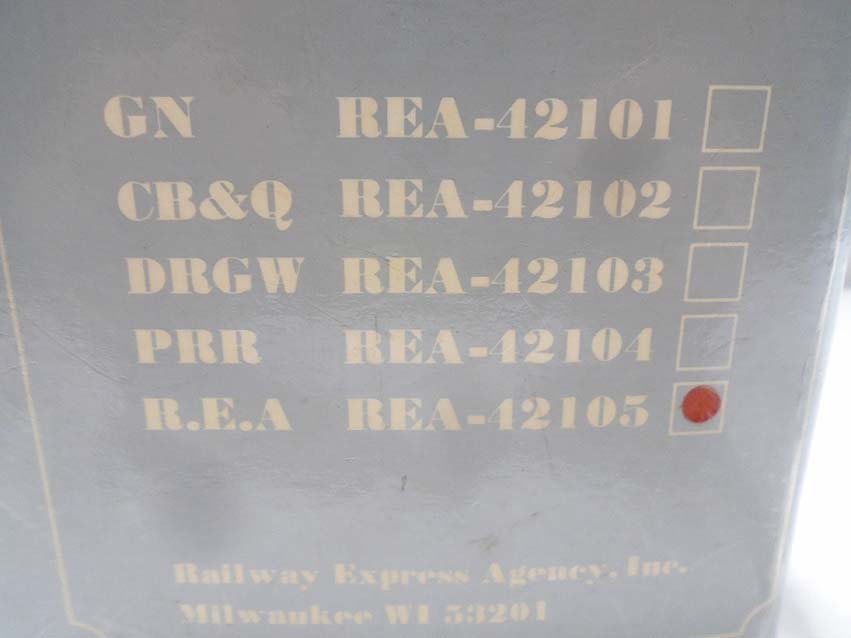 GN REA-42101
CB&Q REA-42102
DRGW REA-42103
PRR REA-42104
R.E.A REA-42105
Railway Express Agency, Inc.
Milwaukee WI 53201